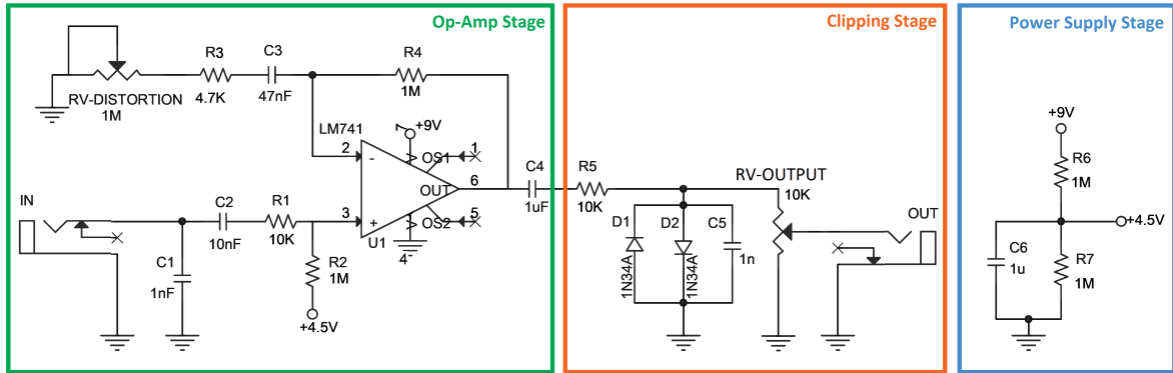 Op-Amp Stage
Clipping Stage
Power Supply Stage
R3
4.7K
C3
47nF
R4
1M
RV-DISTORTION
1M
LM741
7
+9V
2
-
OS1
1
OUT
6
3
+
OS2
5
U1
4
IN
C1
1nF
C2
10nF
R1
10K
R2
1M
+4.5V
C4
1uF
R5
10K
RV-OUTPUT
10K
D1
1N34A
D2
1N34A
C5
1n
OUT
+9V
R6
1M
+4.5V
C6
1u
R7
1M